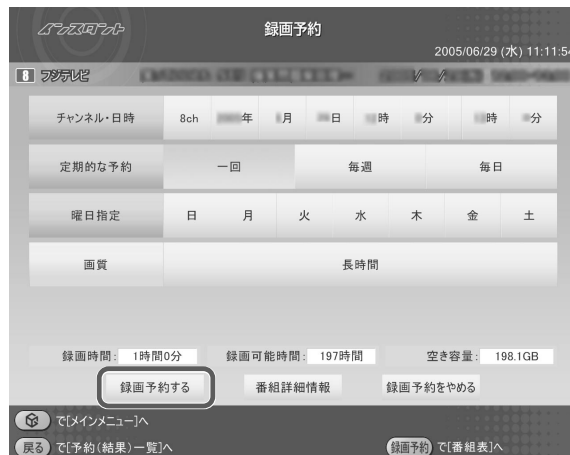 インスタント 録画予約
2005/06/29 (水) 11:11:54
8 フジテレビ
チャンネル・日時 8ch 年 月 日 時 分 時 分
定期的な予約 一回 毎週 毎日
曜日指定 日 月 火 水 木 金 土
画質 長時間
録画時間: 1時間0分 録画可能時間: 197時間 空き容量: 198.1GB
録画予約する 番組詳細情報 録画予約をやめる
で[メインメニュー]へ
戻る で[予約(結果)一覧]へ 録画予約 で[番組表]へ